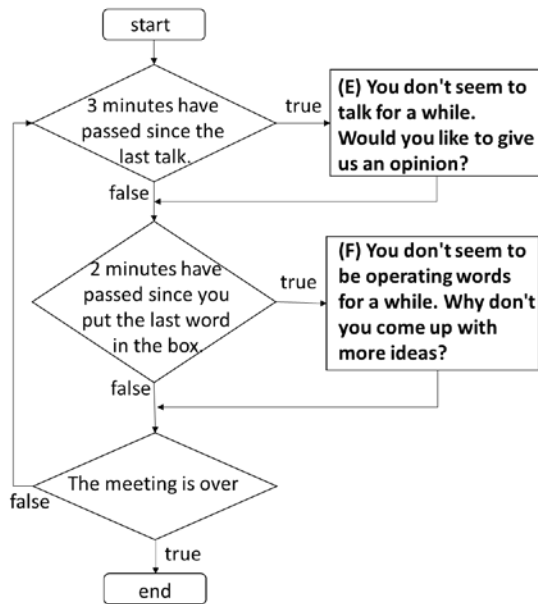 start
3 minutes have
passed since the
last talk.
true
(E) You don't seem to
talk for a while.
Would you like to give
us an opinion?
false
2 minutes have
passed since you
put the last word
in the box.
true
(F) You don't seem to
be operating words
for a while. Why don't
you come up with
more ideas?
false
The meeting is over
false
true
end